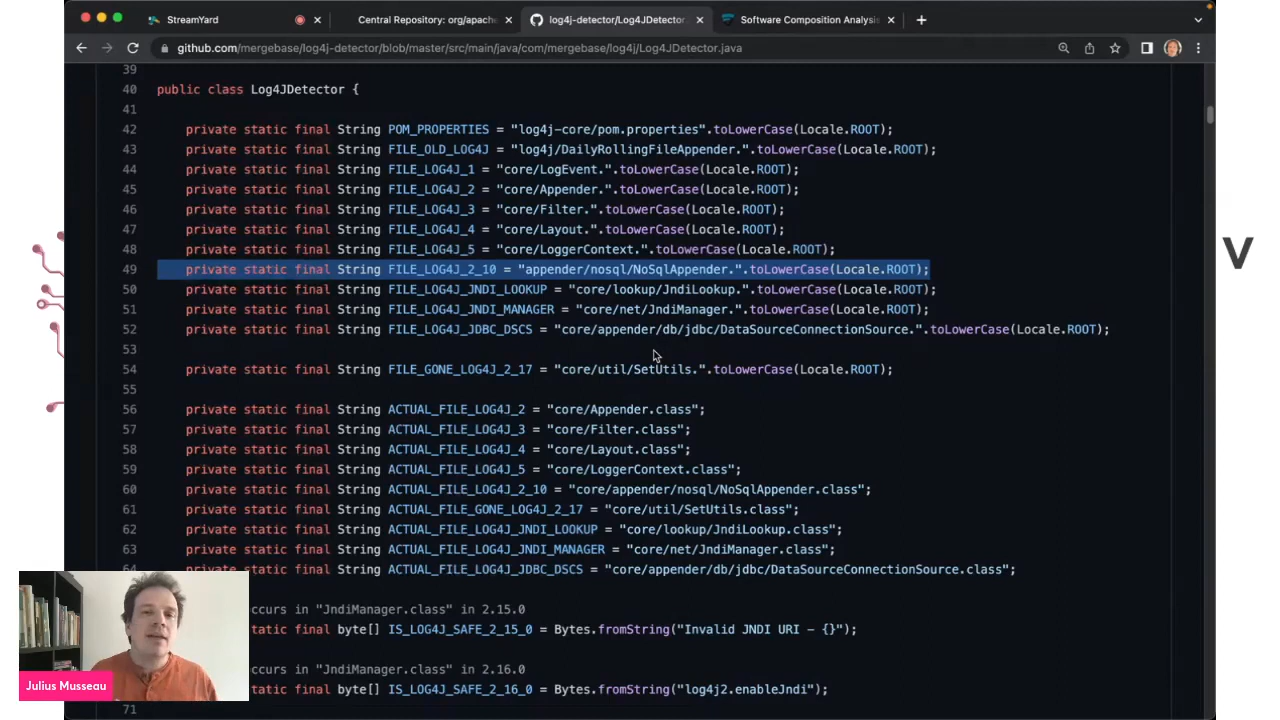 StreamYard
Central Repository: org/apache
log4j-detector/Log4JDetector.
Software Composition Analysis
github.com/mergebase/log4j-detector/blob/master/src/main/java/com/mergebase/log4j/Log4JDetector.java
39
40 public class Log4JDetector {
41
42 private static final String POM_PROPERTIES = "log4j-core/pom.properties".toLowerCase(Locale.ROOT);
43 private static final String FILE_OLD_LOG4J = "log4j/DailyRollingFileAppender.".toLowerCase(Locale.ROOT);
44 private static final String FILE_LOG4J_1 = "core/LogEvent.".toLowerCase(Locale.ROOT);
45 private static final String FILE_LOG4J_2 = "core/Appender.".toLowerCase(Locale.ROOT);
46 private static final String FILE_LOG4J_3 = "core/Filter.".toLowerCase(Locale.ROOT);
47 private static final String FILE_LOG4J_4 = "core/Layout.".toLowerCase(Locale.ROOT);
48 private static final String FILE_LOG4J_5 = "core/LoggerContext.".toLowerCase(Locale.ROOT);
49 private static final String FILE_LOG4J_2_10 = "appender/nosql/NoSqlAppender.".toLowerCase(Locale.ROOT);
50 private static final String FILE_LOG4J_JNDI_LOOKUP = "core/lookup/JndiLookup.".toLowerCase(Locale.ROOT);
51 private static final String FILE_LOG4J_JNDI_MANAGER = "core/net/JndiManager.".toLowerCase(Locale.ROOT);
52 private static final String FILE_LOG4J_JDBC_DSCS = "core/appender/db/jdbc/DataSourceConnectionSource.".toLowerCase(Locale.ROOT);
53
54 private static final String FILE_GONE_LOG4J_2_17 = "core/util/SetUtils.".toLowerCase(Locale.ROOT);
55
56 private static final String ACTUAL_FILE_LOG4J_2 = "core/Appender.class";
57 private static final String ACTUAL_FILE_LOG4J_3 = "core/Filter.class";
58 private static final String ACTUAL_FILE_LOG4J_4 = "core/Layout.class";
59 private static final String ACTUAL_FILE_LOG4J_5 = "core/LoggerContext.class";
60 private static final String ACTUAL_FILE_LOG4J_2_10 = "core/appender/nosql/NoSqlAppender.class";
61 private static final String ACTUAL_FILE_GONE_LOG4J_2_17 = "core/util/SetUtils.class";
62 private static final String ACTUAL_FILE_LOG4J_JNDI_LOOKUP = "core/lookup/JndiLookup.class";
63 private static final String ACTUAL_FILE_LOG4J_JNDI_MANAGER = "core/net/JndiManager.class";
64 private static final String ACTUAL_FILE_LOG4J_JDBC_DSCS = "core/appender/db/jdbc/DataSourceConnectionSource.class";
occurs in "JndiManager.class" in 2.15.0
static final byte[] IS_LOG4J_SAFE_2_15_0 = Bytes.fromString("Invalid JNDI URI - {}");
occurs in "JndiManager.class" in 2.16.0
static final byte[] IS_LOG4J_SAFE_2_16_0 = Bytes.fromString("log4j2.enableJndi");
71
Julius Musseau
V